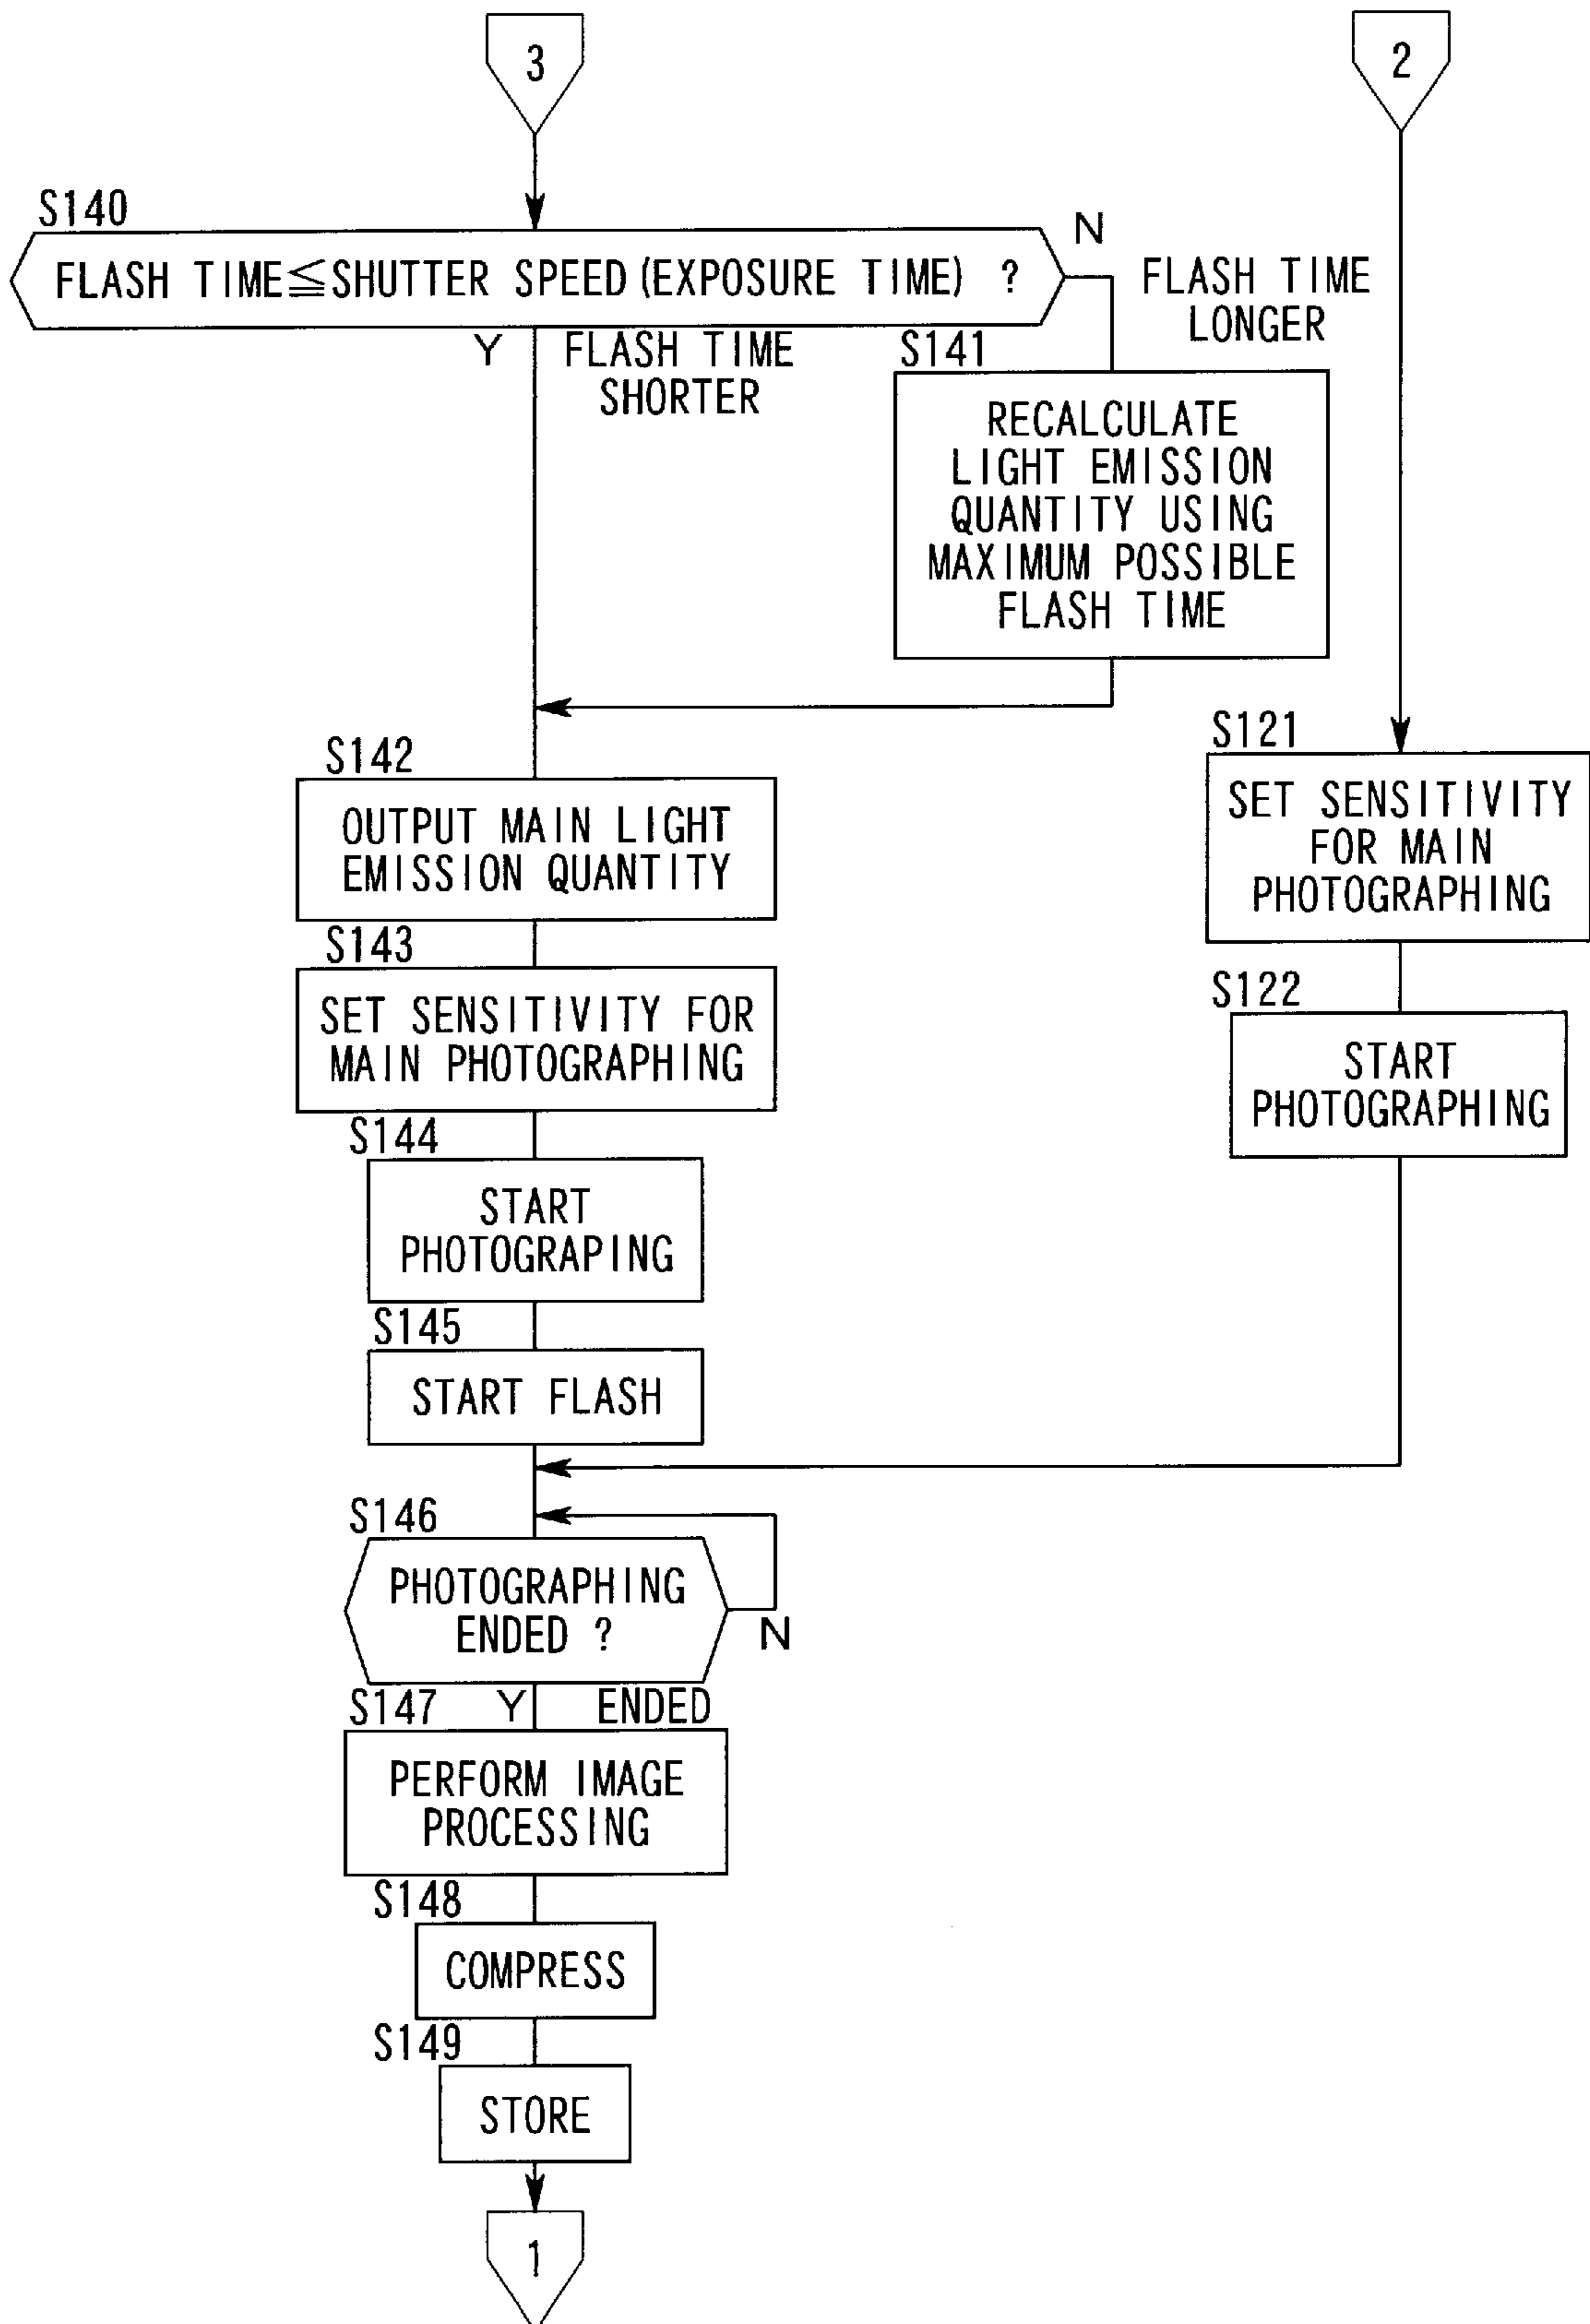 3
2
S140
N
FLASH TIME≦SHUTTER SPEED (EXPOSURE TIME) ?
FLASH TIME
LONGER
Y
FLASH TIME
SHORTER
S141
RECALCULATE
LIGHT EMISSION
QUANTITY USING
MAXIMUM POSSIBLE
FLASH TIME
S142
OUTPUT MAIN LIGHT
EMISSION QUANTITY
S121
SET SENSITIVITY
FOR MAIN
PHOTOGRAPHING
S143
SET SENSITIVITY FOR
MAIN PHOTOGRAPHING
S122
START
PHOTOGRAPHING
S144
START
PHOTOGRAPING
S145
START FLASH
S146
PHOTOGRAPHING
ENDED ?
N
S147
Y
ENDED
PERFORM IMAGE
PROCESSING
S148
COMPRESS
S149
STORE
1